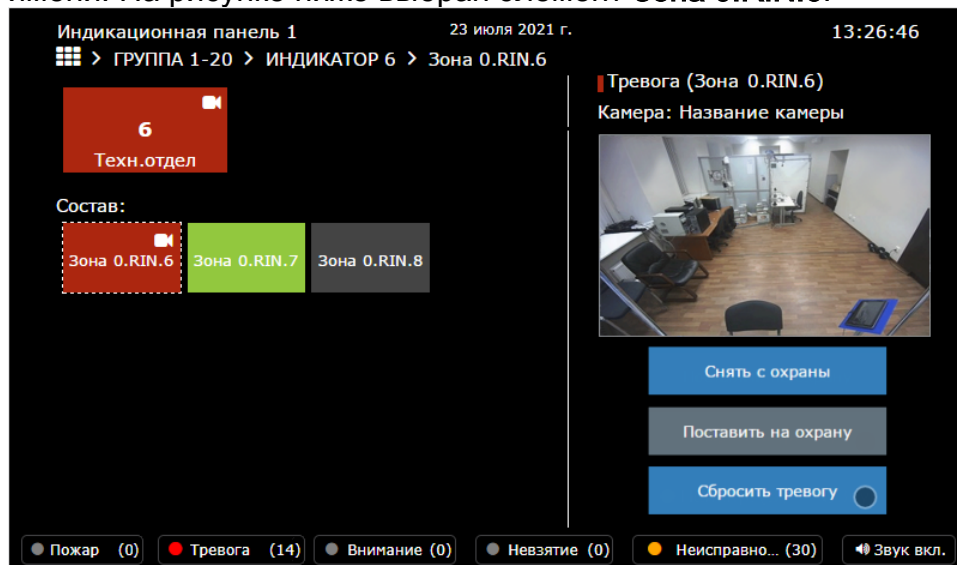 Индикационная панель 1
23 июля 2021 г.
13:26:46
> ГРУППА 1-20 > ИНДИКАТОР 6 > Зона 0.RIN.6
Тревога (Зона 0.RIN.6)
Камера: Название камеры
6
Техн.отдел
Состав:
Зона 0.RIN.6
Зона 0.RIN.7
Зона 0.RIN.8
Снять с охраны
Поставить на охрану
Сбросить тревогу
Пожар (0)
Тревога (14)
Внимание (0)
Невзятие (0)
Неисправно... (30)
Звук вкл.